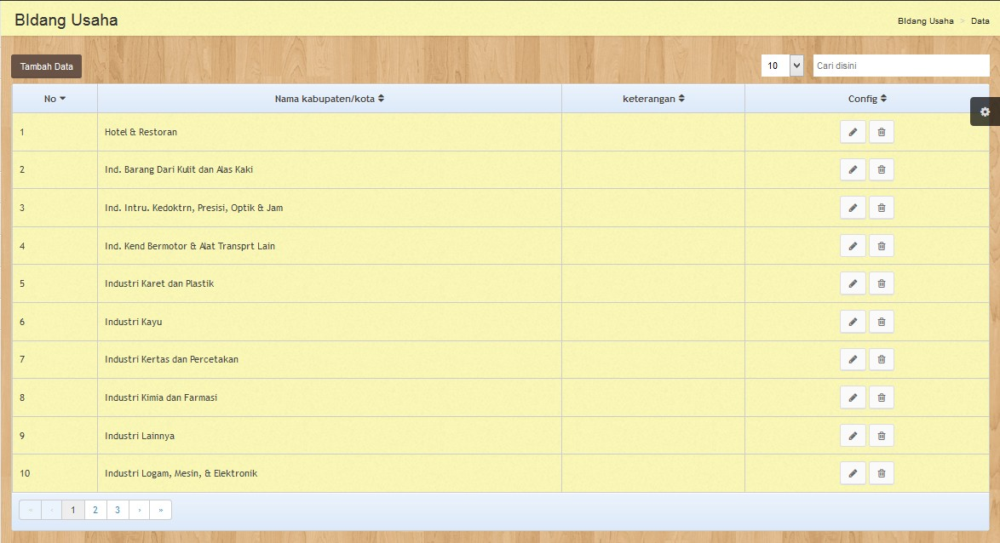 BIdang Usaha
BIdang Usaha > Data
Tambah Data
10
Cari disini
No Nama kabupaten/kota keterangan Config
1 Hotel & Restoran
2 Ind. Barang Dari Kulit dan Alas Kaki
3 Ind. Intru. Kedoktrn, Presisi, Optik & Jam
4 Ind. Kend Bermotor & Alat Transprt Lain
5 Industri Karet dan Plastik
6 Industri Kayu
7 Industri Kertas dan Percetakan
8 Industri Kimia dan Farmasi
9 Industri Lainnya
10 Industri Logam, Mesin, & Elektronik
« ‹ 1 2 3 › »